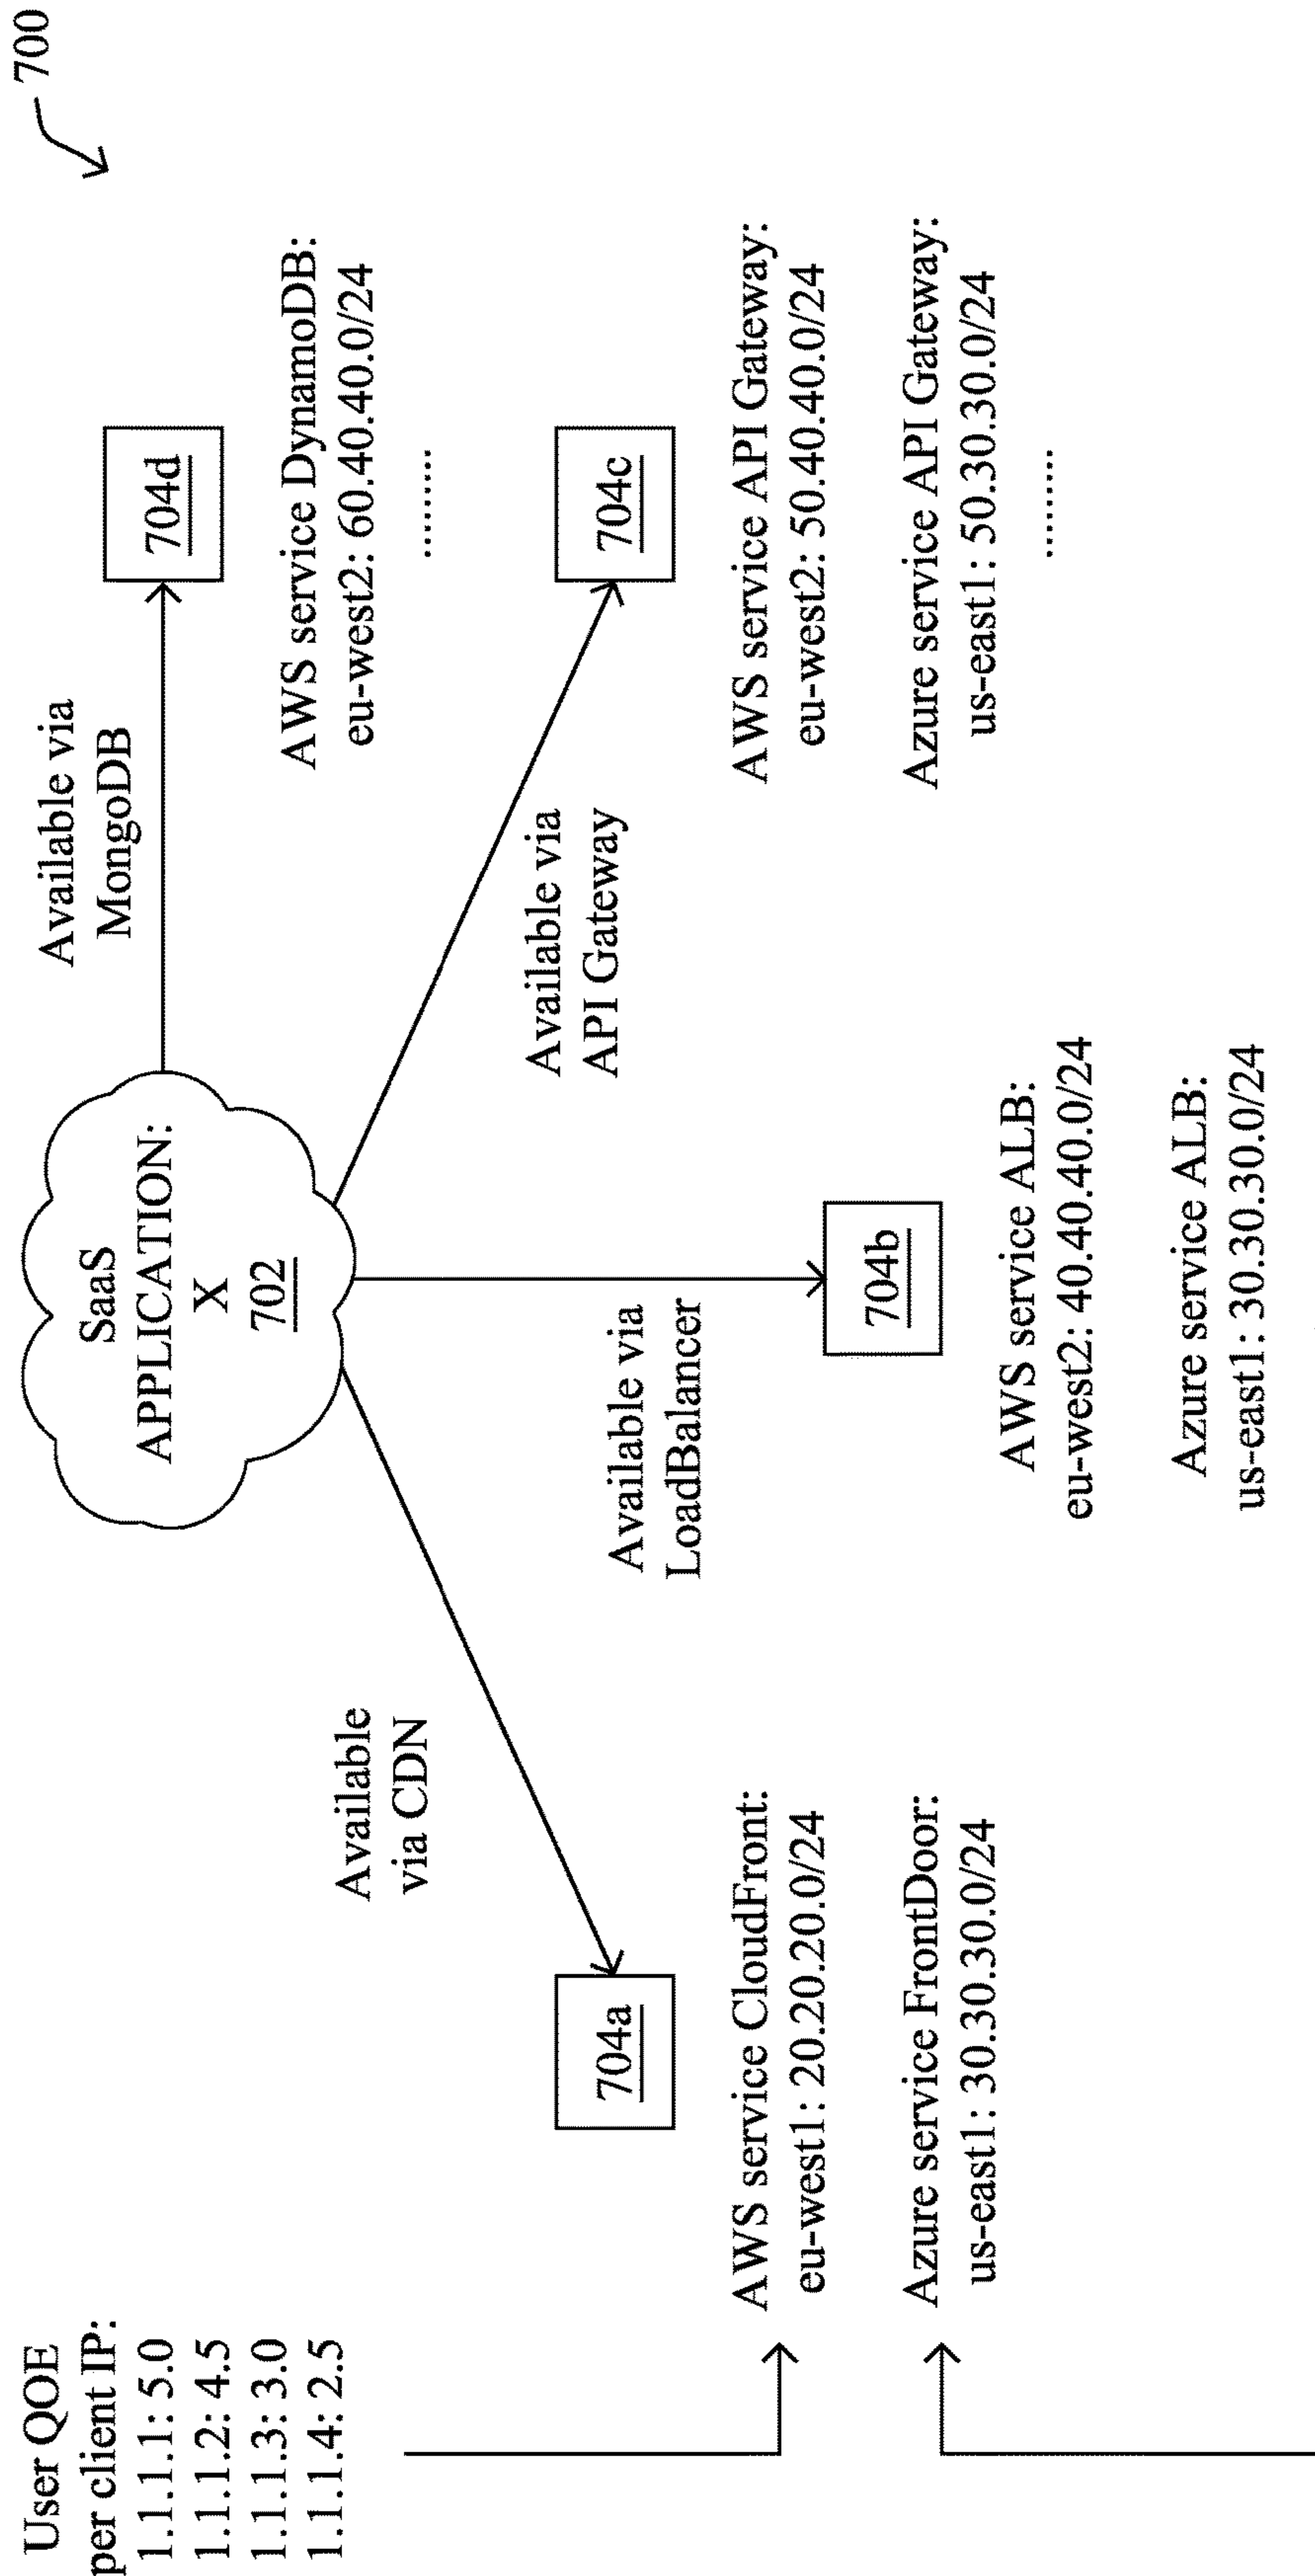 700
SaaS
APPLICATION:
X
702
User QOE
per client IP:
1.1.1.1: 5.0
1.1.1.2: 4.5
1.1.1.3: 3.0
1.1.1.4: 2.5
Available
via CDN
704a
AWS service CloudFront:
eu-west1: 20.20.20.0/24
Azure service FrontDoor:
us-east1: 30.30.30.0/24
Available via
LoadBalancer
704b
AWS service ALB:
eu-west2: 40.40.40.0/24
Azure service ALB:
us-east1: 30.30.30.0/24
Available via
API Gateway
704c
AWS service API Gateway:
eu-west2: 50.40.40.0/24
Azure service API Gateway:
us-east1: 50.30.30.0/24
.........
Available via
MongoDB
704d
AWS service DynamoDB:
eu-west2: 60.40.40.0/24
.........